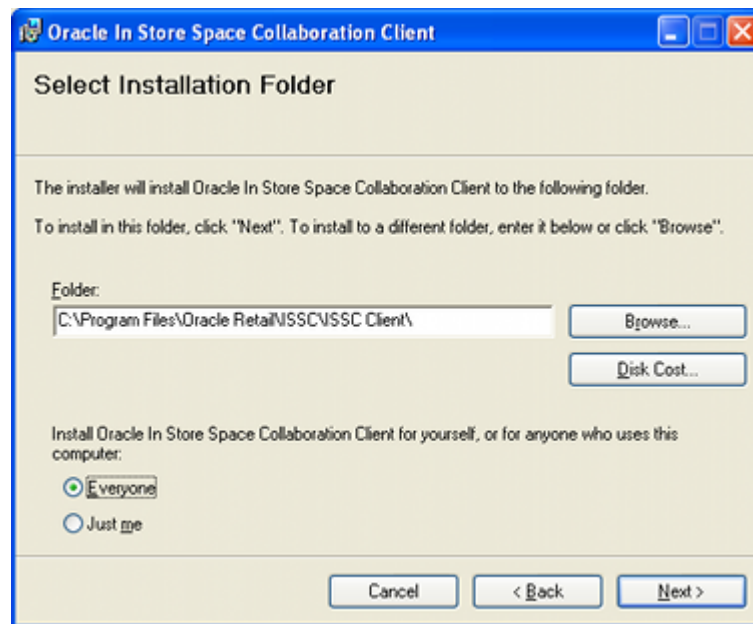 Oracle In Store Space Collaboration Client
Select Installation Folder
The installer will install Oracle In Store Space Collaboration Client to the following folder.
To install in this folder, click "Next". To install to a different folder, enter it below or click "Browse".
Folder:
C:\Program Files\Oracle Retail\ISSC\ISSC Client\
Browse...
Disk Cost...
Install Oracle In Store Space Collaboration Client for yourself, or for anyone who uses this
computer:
Everyone
Just me
Cancel
< Back
Next >